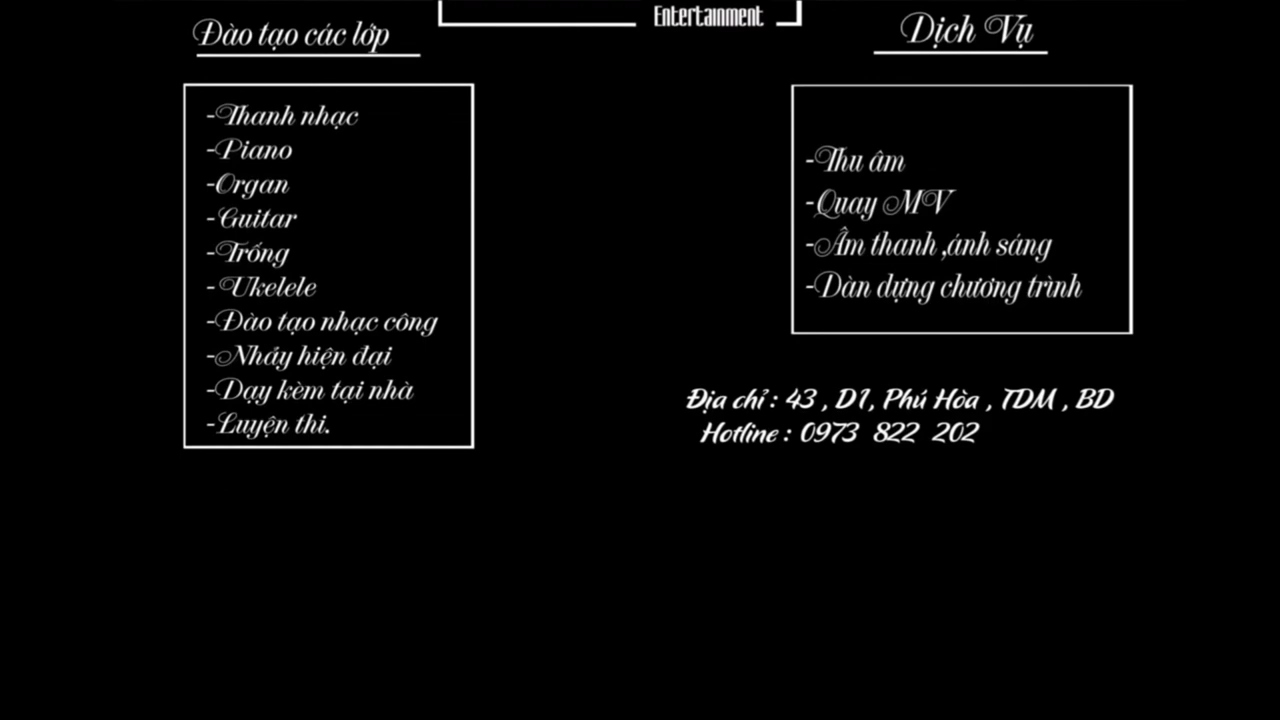 Entertainment
Đào tạo các lớp
-Thanh nhạc
-Piano
-Organ
-Guitar
-Trống
-Ukelele
-Đào tạo nhạc công
-Nhảy hiện đại
-Dạy kèm tại nhà
-Luyện thi.
Dịch Vụ
-Thu âm
-Quay MV
-Âm thanh ,ánh sáng
-Dàn dựng chương trình
Địa chỉ : 43 , D1, Phú Hòa , TDM , BD
Hotline : 0973 822 202